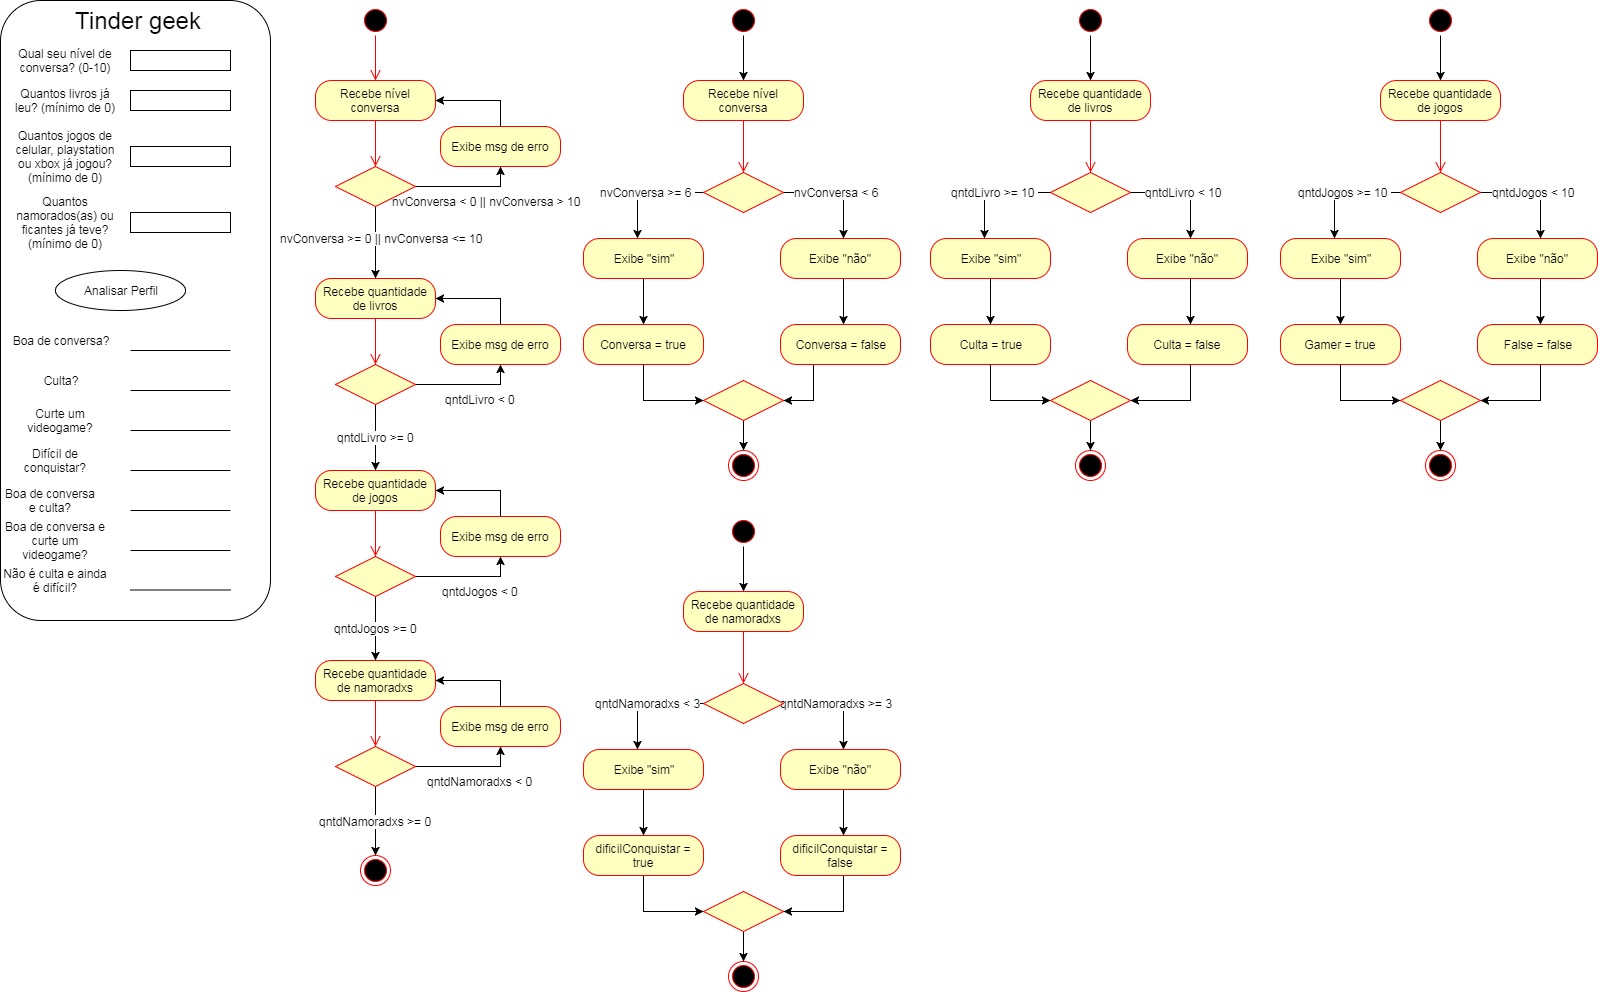 Tinder geek
Qual seu nível de
conversa? (0-10)
Quantos livros já
leu? (mínimo de 0)
Quantos jogos de
celular, playstation
ou xbox já jogou?
(mínimo de 0)
Quantos
namorados(as) ou
ficantes já teve?
(mínimo de 0)
Analisar Perfil
Boa de conversa?
Culta?
Curte um
videogame?
Difícil de
conquistar?
Boa de conversa
e culta?
Boa de conversa e
curte um
videogame?
Não é culta e ainda
é difícil?
Recebe nível
conversa
Exibe msg de erro
nvConversa < 0 || nvConversa > 10
nvConversa >= 0 || nvConversa <= 10
Recebe quantidade
de livros
Exibe msg de erro
qntdLivro < 0
qntdLivro >= 0
Recebe quantidade
de jogos
Exibe msg de erro
qntdJogos < 0
qntdJogos >= 0
Recebe quantidade
de namoradxs
Exibe msg de erro
qntdNamoradxs < 0
qntdNamoradxs >= 0
Recebe nível
conversa
nvConversa >= 6
nvConversa < 6
Exibe "sim"
Exibe "não"
Conversa = true
Conversa = false
Recebe quantidade
de livros
qntdLivro >= 10
qntdLivro < 10
Exibe "sim"
Exibe "não"
Culta = true
Culta = false
Recebe quantidade
de jogos
qntdJogos >= 10
qntdJogos < 10
Exibe "sim"
Exibe "não"
Gamer = true
False = false
Recebe quantidade
de namoradxs
qntdNamoradxs < 3
qntdNamoradxs >= 3
Exibe "sim"
Exibe "não"
dificilConquistar =
true
dificilConquistar =
false